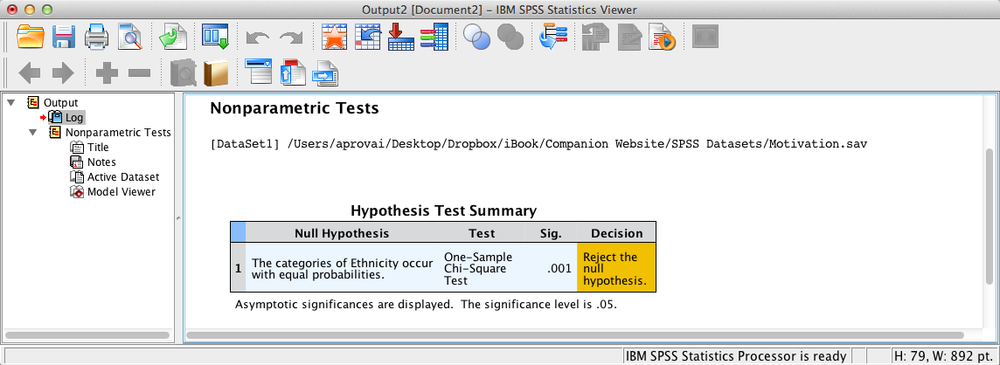 Output2 [Document2] – IBM SPSS Statistics Viewer
Output
Log
Nonparametric Tests
Title
Notes
Active Dataset
Model Viewer
Nonparametric Tests
[DataSet1] /Users/aprovai/Desktop/Dropbox/iBook/Companion Website/SPSS Datasets/Motivation.sav
Hypothesis Test Summary
Null Hypothesis Test Sig. Decision
1 The categories of Ethnicity occur with equal probabilities. One-Sample Chi-Square Test .001 Reject the null hypothesis.
Asymptotic significances are displayed. The significance level is .05.
IBM SPSS Statistics Processor is ready H: 79, W: 892 pt.